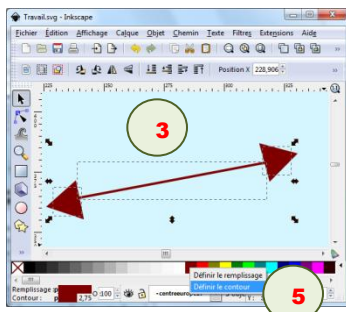 Travail.svg - Inkscape
Fichier Édition Affichage Calque Objet Chemin Texte Filtres Extensions Aide
Position X 228,906
3
Définir le remplissage
Définir le contour
Remplissage
Contour : 2,75 O: 100
5